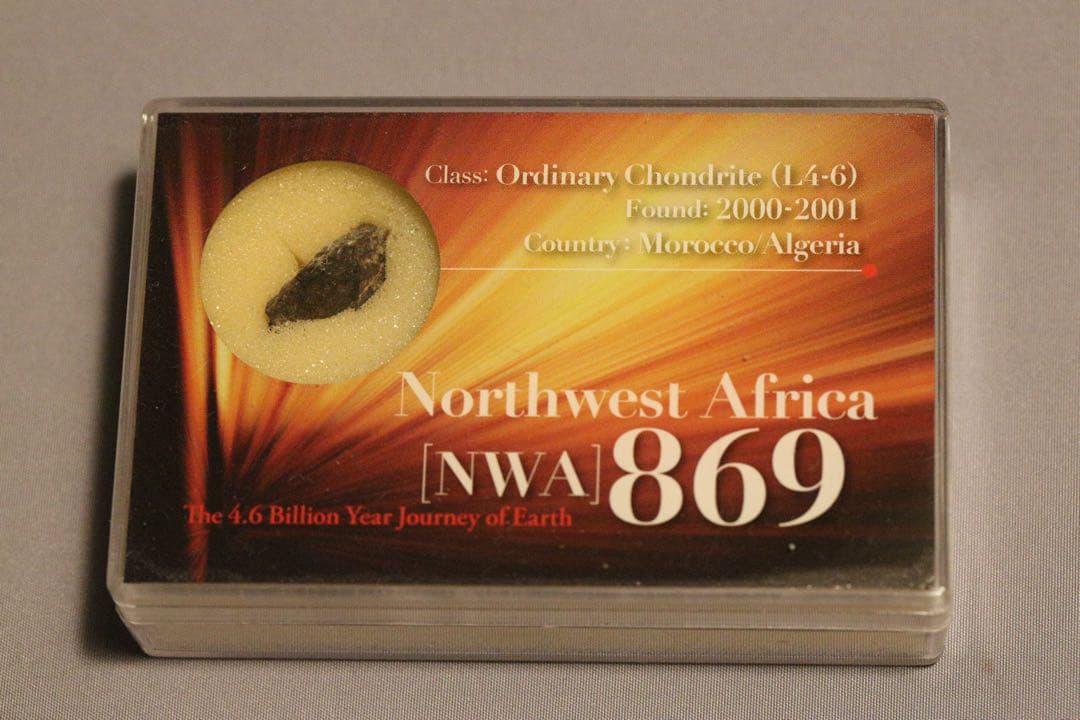 Class: Ordinary Chondrite (L4-6)
Found: 2000-2001
Country: Morocco/Algeria
Northwest Africa
[NWA]869
The 4.6 Billion Year Journey of Earth